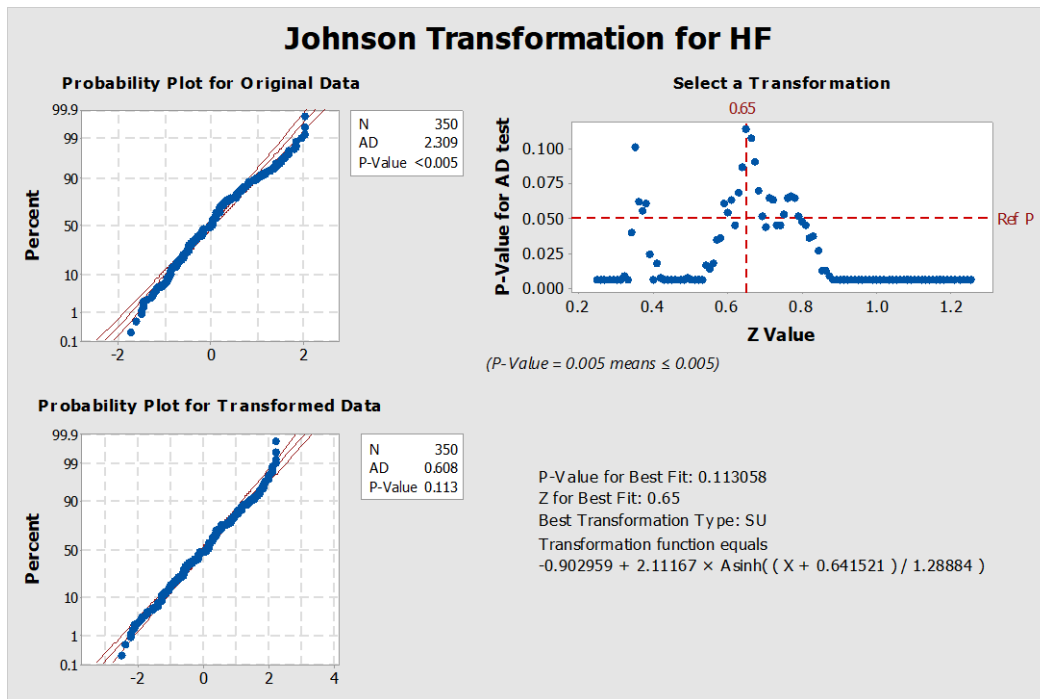 Johnson Transformation for HF
Probability Plot for Original Data
99.9
99
90
50
10
1
0.1
Percent
-2 0 2
N 350
AD 2.309
P-Value <0.005
Select a Transformation
0.65
0.100
0.075
0.050
0.025
0.000
P-Value for AD test
Ref P
0.2 0.4 0.6 0.8 1.0 1.2
Z Value
(P-Value = 0.005 means ≤ 0.005)
Probability Plot for Transformed Data
99.9
99
90
50
10
1
0.1
Percent
-2 0 2 4
N 350
AD 0.608
P-Value 0.113
P-Value for Best Fit: 0.113058
Z for Best Fit: 0.65
Best Transformation Type: SU
Transformation function equals
-0.902959 + 2.11167 × Asinh( ( X + 0.641521 ) / 1.28884 )